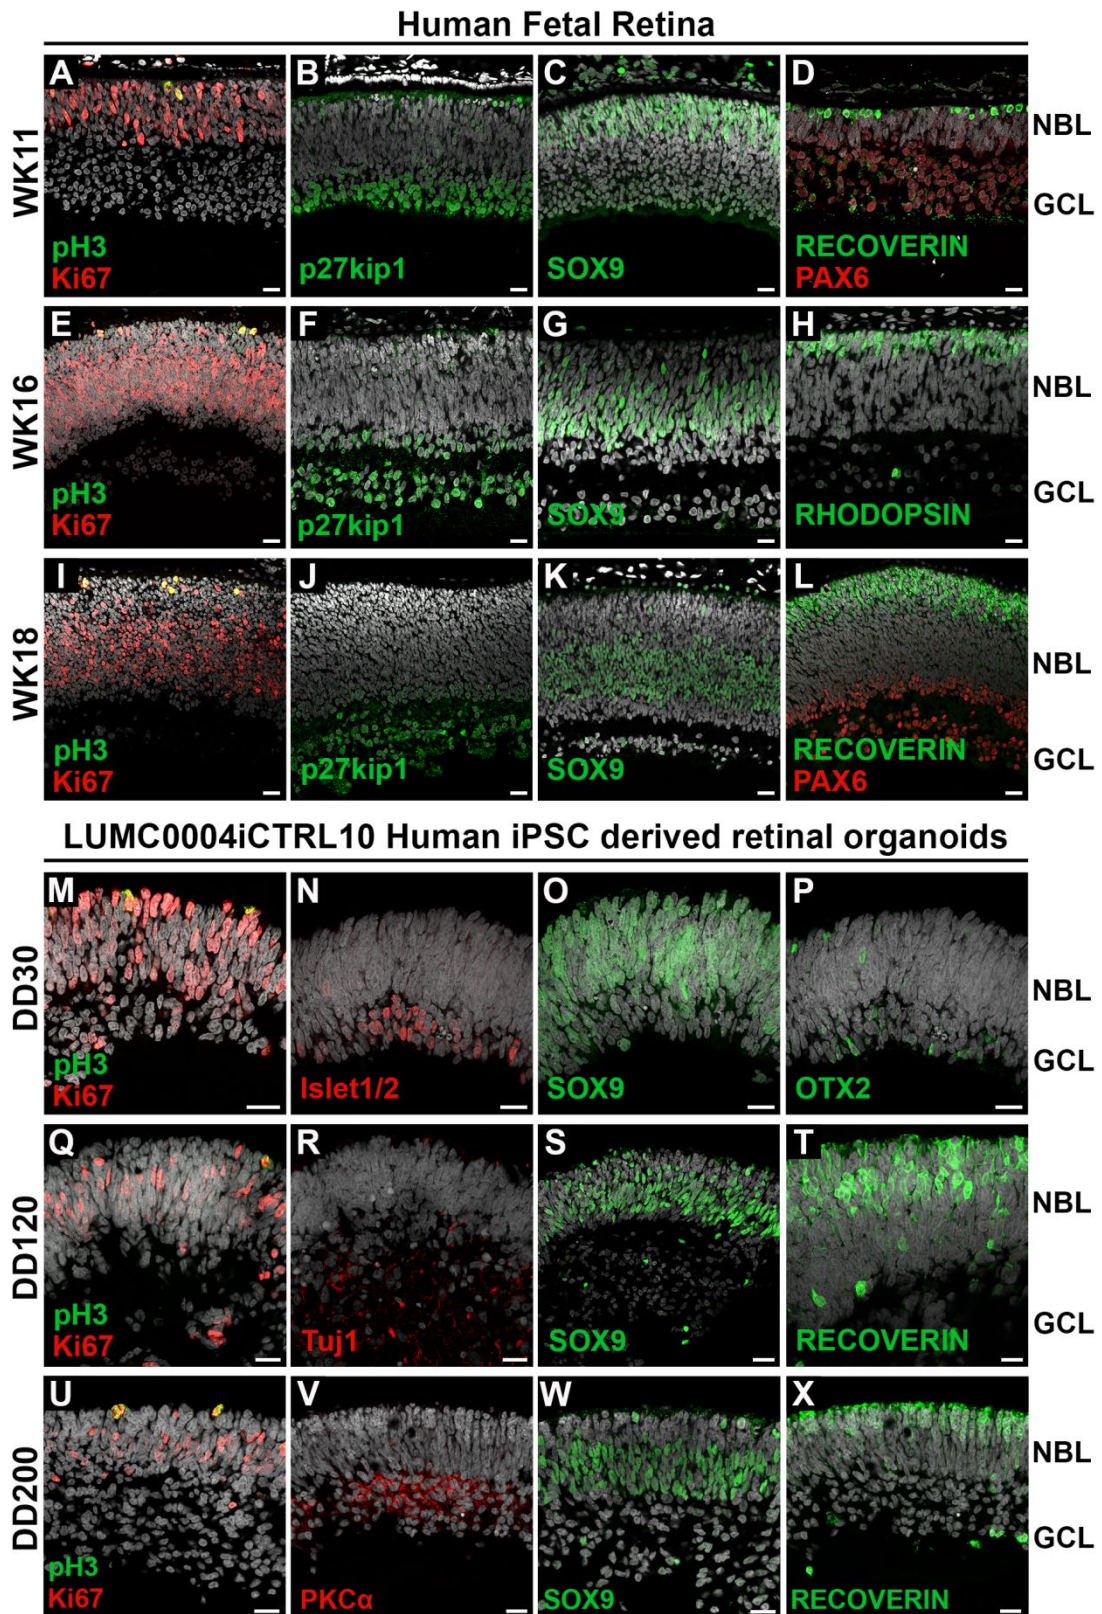 Human Fetal Retina
WK11
A
pH3
Ki67
B
p27kip1
C
SOX9
D
RECOVERIN
PAX6
NBL
GCL
WK16
E
pH3
Ki67
F
p27kip1
G
SOX9
H
RHODOPSIN
NBL
GCL
WK18
I
pH3
Ki67
J
p27kip1
K
SOX9
L
RECOVERIN
PAX6
NBL
GCL
LUMC0004iCTRL10 Human iPSC derived retinal organoids
DD30
M
pH3
Ki67
N
Islet1/2
O
SOX9
P
OTX2
NBL
GCL
DD120
Q
pH3
Ki67
R
Tuj1
S
SOX9
T
RECOVERIN
NBL
GCL
DD200
U
pH3
Ki67
V
PKCα
W
SOX9
X
RECOVERIN
NBL
GCL